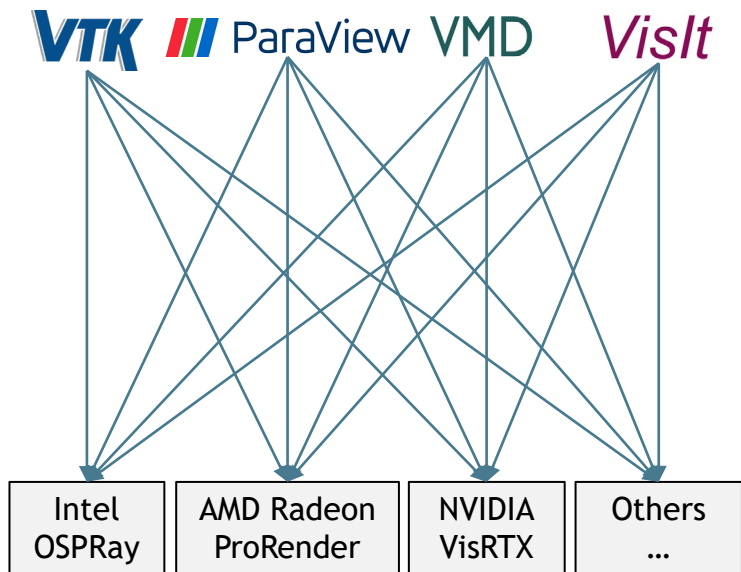 VTK ParaView VMD VisIt
Intel
OSPRay
AMD Radeon
ProRender
NVIDIA
VisRTX
Others
…